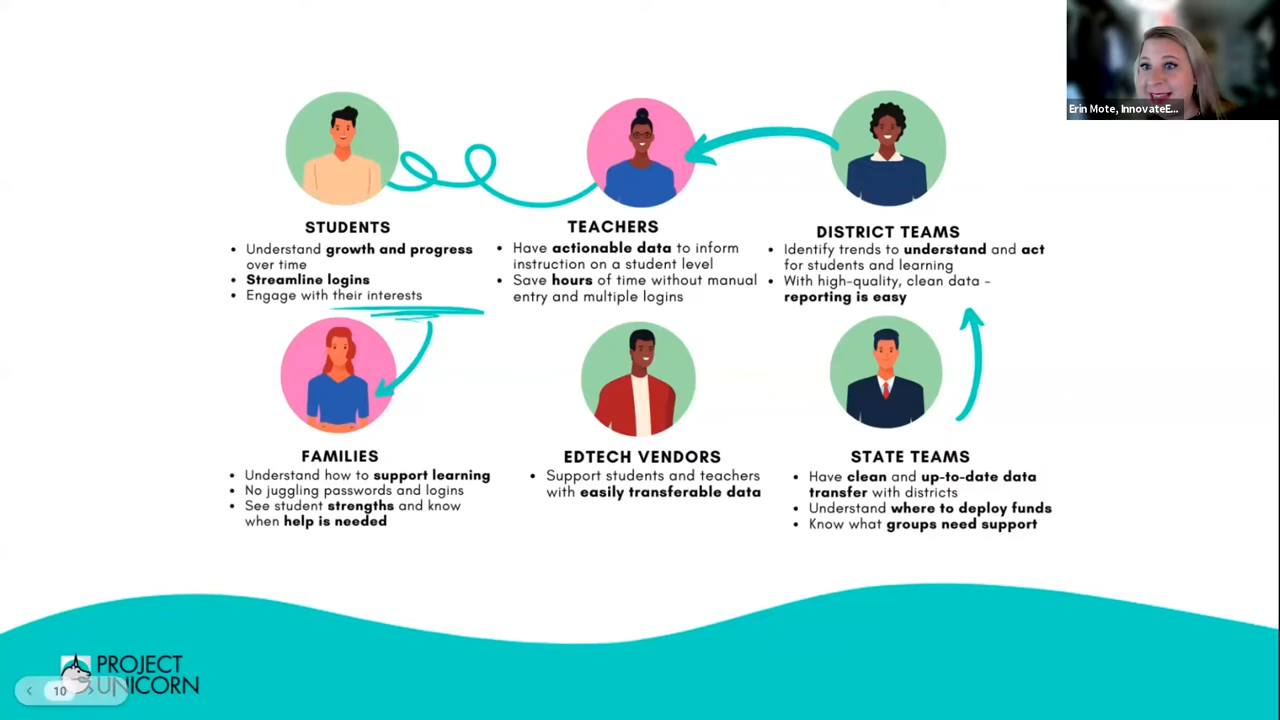 Erin Mote, InnovateE...
STUDENTS
• Understand growth and progress
over time
• Streamline logins
• Engage with their interests
TEACHERS
• Have actionable data to inform
instruction on a student level
• Save hours of time without manual
entry and multiple logins
DISTRICT TEAMS
• Identify trends to understand and act
for students and learning
• With high-quality, clean data -
reporting is easy
FAMILIES
• Understand how to support learning
• No juggling passwords and logins
• See student strengths and know
when help is needed
EDTECH VENDORS
• Support students and teachers
with easily transferable data
STATE TEAMS
• Have clean and up-to-date data
transfer with districts
• Understand where to deploy funds
• Know what groups need support
PROJECT
UNICORN
10